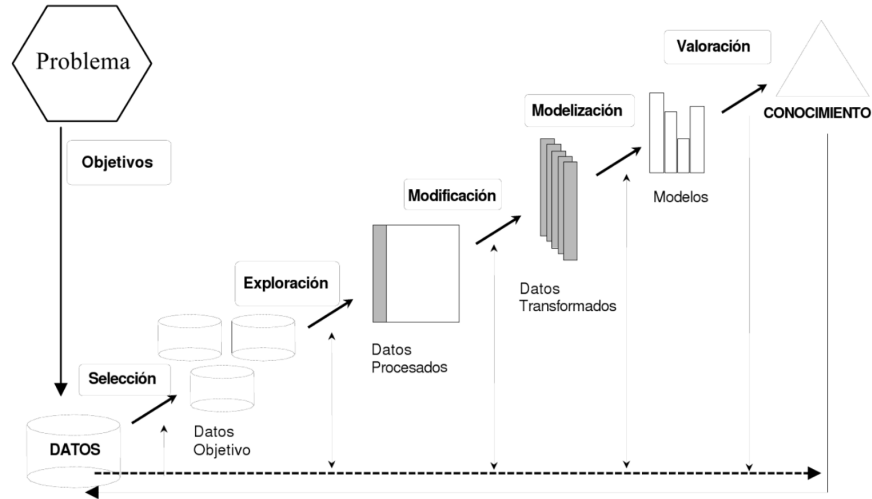 Problema
Objetivos
DATOS
Selección
Datos
Objetivo
Exploración
Datos
Procesados
Modificación
Datos
Transformados
Modelización
Modelos
Valoración
CONOCIMIENTO